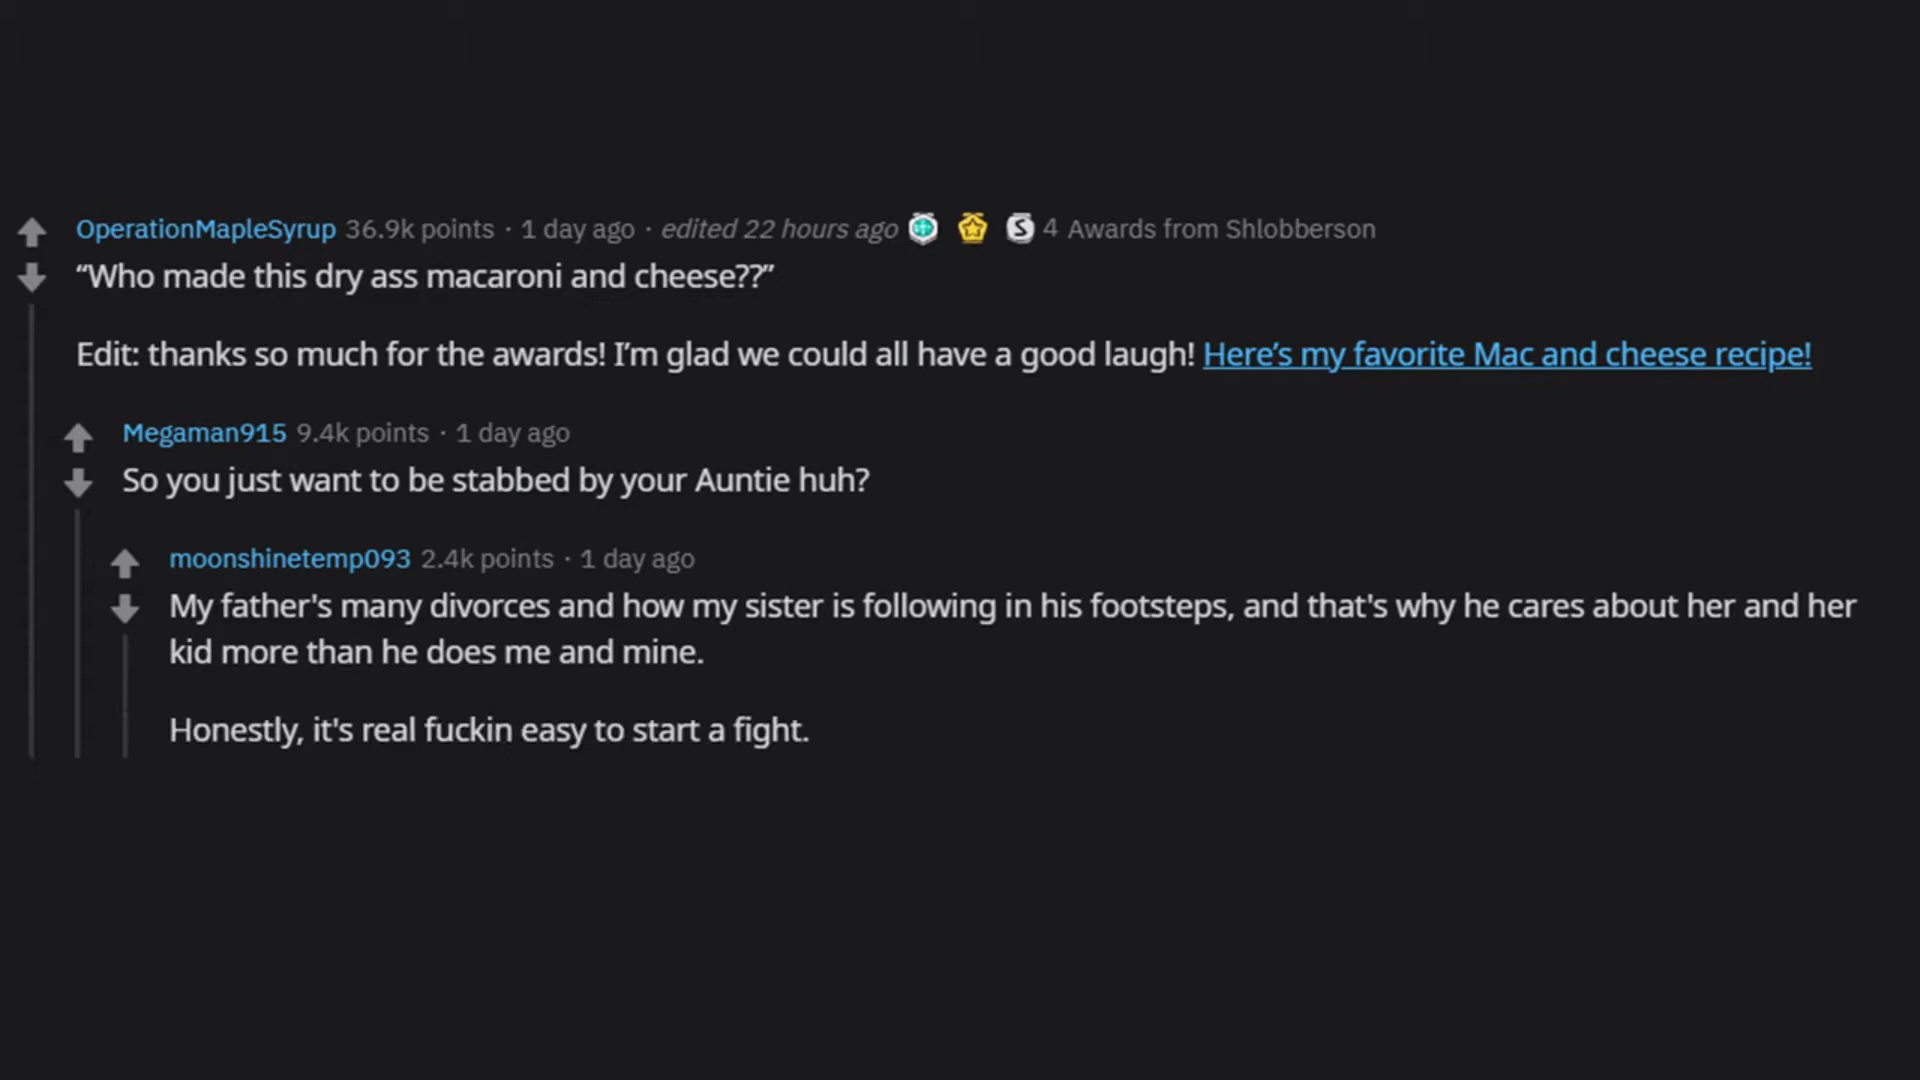 OperationMapleSyrup 36.9k points · 1 day ago · edited 22 hours ago S 4 Awards from Shlobberson
“Who made this dry ass macaroni and cheese??”
Edit: thanks so much for the awards! I’m glad we could all have a good laugh! Here’s my favorite Mac and cheese recipe!
Megaman915 9.4k points · 1 day ago
So you just want to be stabbed by your Auntie huh?
moonshinetemp093 2.4k points · 1 day ago
My father's many divorces and how my sister is following in his footsteps, and that's why he cares about her and her
kid more than he does me and mine.
Honestly, it's real fuckin easy to start a fight.